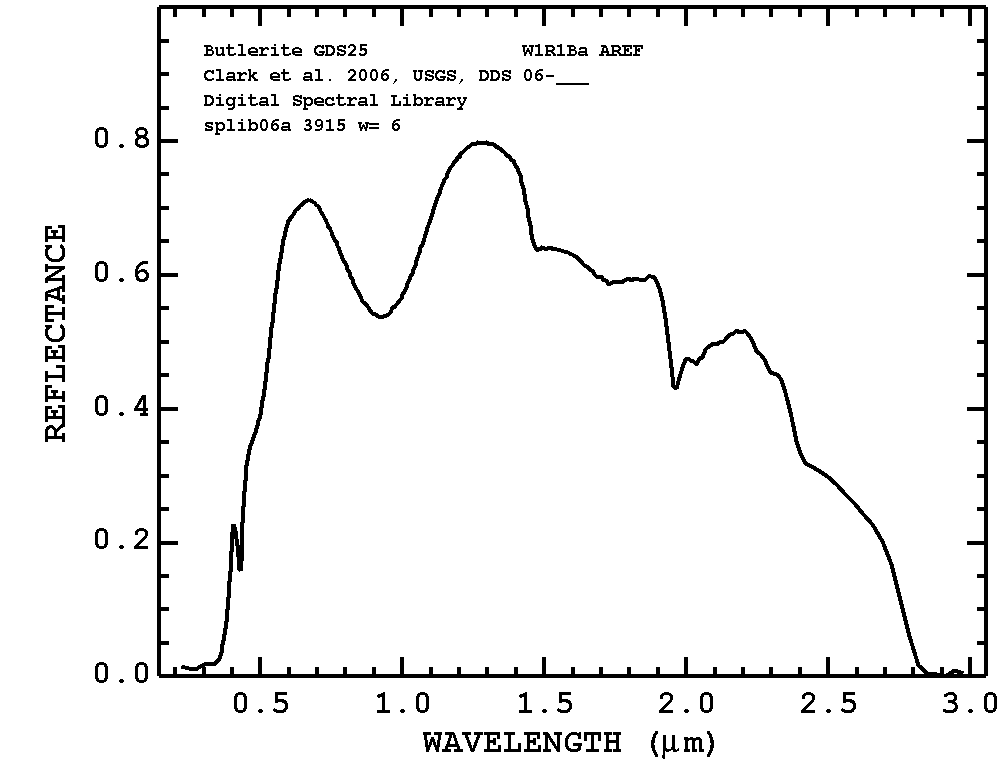 Butlerite GDS25 W1R1Ba AREF
Clark et al. 2006, USGS, DDS 06-___
Digital Spectral Library
splib06a 3915 w= 6
0.8
0.6
0.4
0.2
0.0
REFLECTANCE
0.5 1.0 1.5 2.0 2.5 3.0
WAVELENGTH (μm)